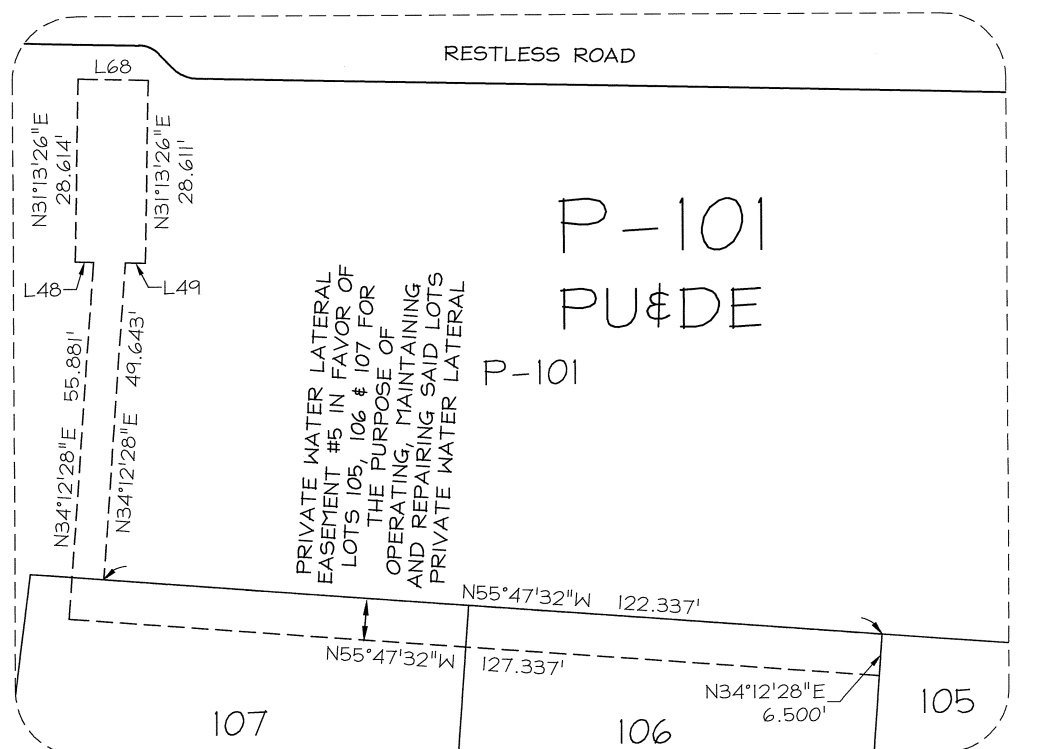 RESTLESS ROAD
L68
N31°13'26"E
28.614'
N31°13'26"E
28.611'
P-101
PU&DE
P-101
L48
L49
N34°12'28"E 55.881'
N34°12'28"E 49.643'
PRIVATE WATER LATERAL
EASEMENT #5 IN FAVOR OF
LOTS 105, 106 & 107 FOR
THE PURPOSE OF
OPERATING, MAINTAINING
AND REPAIRING SAID LOTS
PRIVATE WATER LATERAL
N55°47'32"W 122.337'
N55°47'32"W 127.337'
N34°12'28"E
6.500'
107
106
105